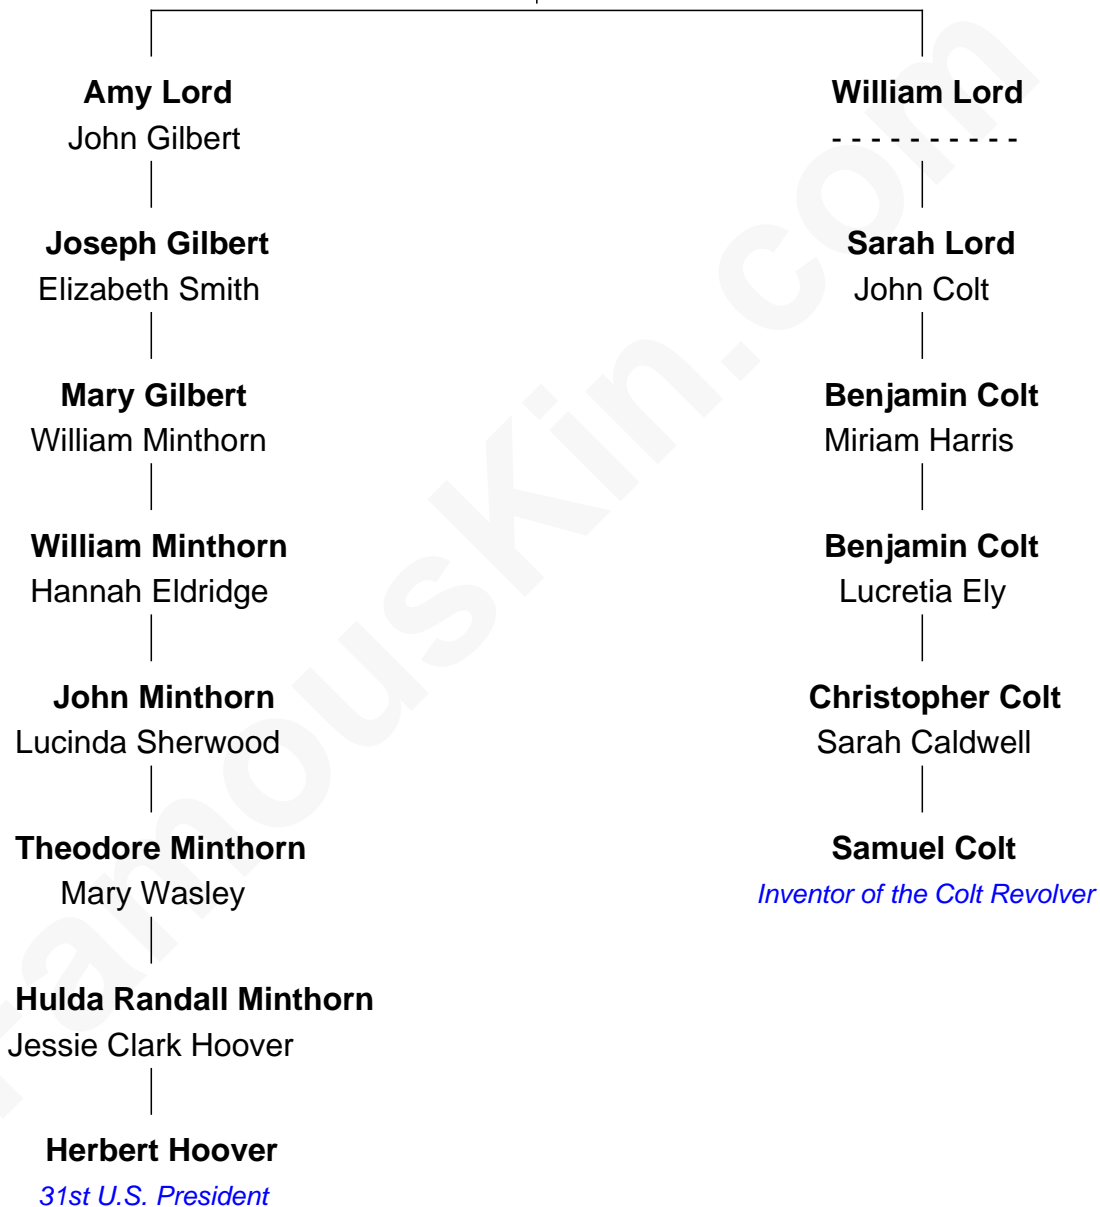 Amy Lord
John Gilbert
William Lord
- - - - - - - - - -
Joseph Gilbert
Elizabeth Smith
Sarah Lord
John Colt
Mary Gilbert
William Minthorn
Benjamin Colt
Miriam Harris
William Minthorn
Hannah Eldridge
Benjamin Colt
Lucretia Ely
John Minthorn
Lucinda Sherwood
Christopher Colt
Sarah Caldwell
Theodore Minthorn
Mary Wasley
Samuel Colt
Inventor of the Colt Revolver
Hulda Randall Minthorn
Jessie Clark Hoover
Herbert Hoover
31st U.S. President
FamousKin.com